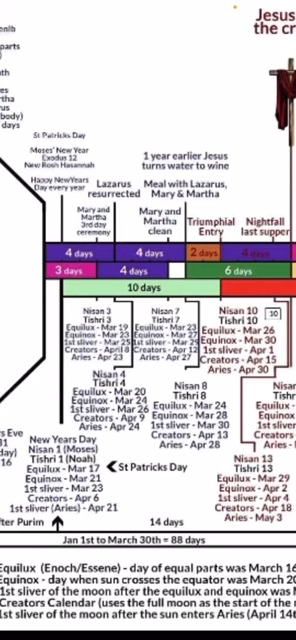 Jesus
the cr
enib
parts
ith
es
rtha
us
body)
days
St Patricks Day
Moses' New Year
Exodus 12
New Rosh Hasannah
Happy NewYears
Day every year
Lazarus
resurrected
1 year earlier Jesus
turns water to wine
Meal with Lazarus,
Mary & Martha
Mary and
Martha
3rd day
ceremony
Mary and
Martha
clean
Triumphial
Entry
Nightfall
last supper
4 days
4 days
2 days
4 days
3 days
4 days
6 days
10 days
Nisan 3
Tishri 3
Equilux - Mar 19
Equinox - Mar 23
1st sliver - Mar 25
Creators - April 8
Aries - Apr 23
Nisan 7
Tishri 7
Equilux - Mar 23
Equinox - Mar 27
Creators - Apr 12
Aries - Apr 27
Nisan 10
10
Tishri 10
Equilux - Mar 26
Equinox - Mar 30
1st sliver - Apr 1
Creators - Apr 15
Aries - Apr 30
Nisan 4
Tishri 4
Equilux - Mar 20
Equinox - Mar 24
1st sliver - Mar 26
Creators - Apr 9
Aries - Apr 24
Nisan 8
Tishri 8
Equilux - Mar 24
Equinox - Mar 28
1st sliver - Mar 30
Creators - Apr 13
Aries - Apr 28
Nisar
Tishr
Equilux
Equinox
1st sliver
Creators
Aries -
s Eve
31
day)
16
New Years Day
Nisan 1 (Moses)
Tishri 1 (Noah)
Equilux - Mar 17
Equinox - Mar 21
1st sliver - Mar 23
Creators - Apr 6
1st sliver (Aries) - Apr 21
St Patricks Day
Nisan 13
Tishri 13
Equilux - Mar 29
Equinox - Apr 2
1st sliver - Apr 4
Creators - Apr 18
Aries - May 3
fter Purim
14 days
Jan 1st to March 30th = 88 days
Equilux (Enoch/Essene) - day of equal parts was March 16
Equinox - day when sun crosses the equator was March 20
1st sliver of the moon after the equilux and equinox was M
Creators Calendar (uses the full moon as the start of the m
1st sliver of the moon after the sun enters Aries (April 14t